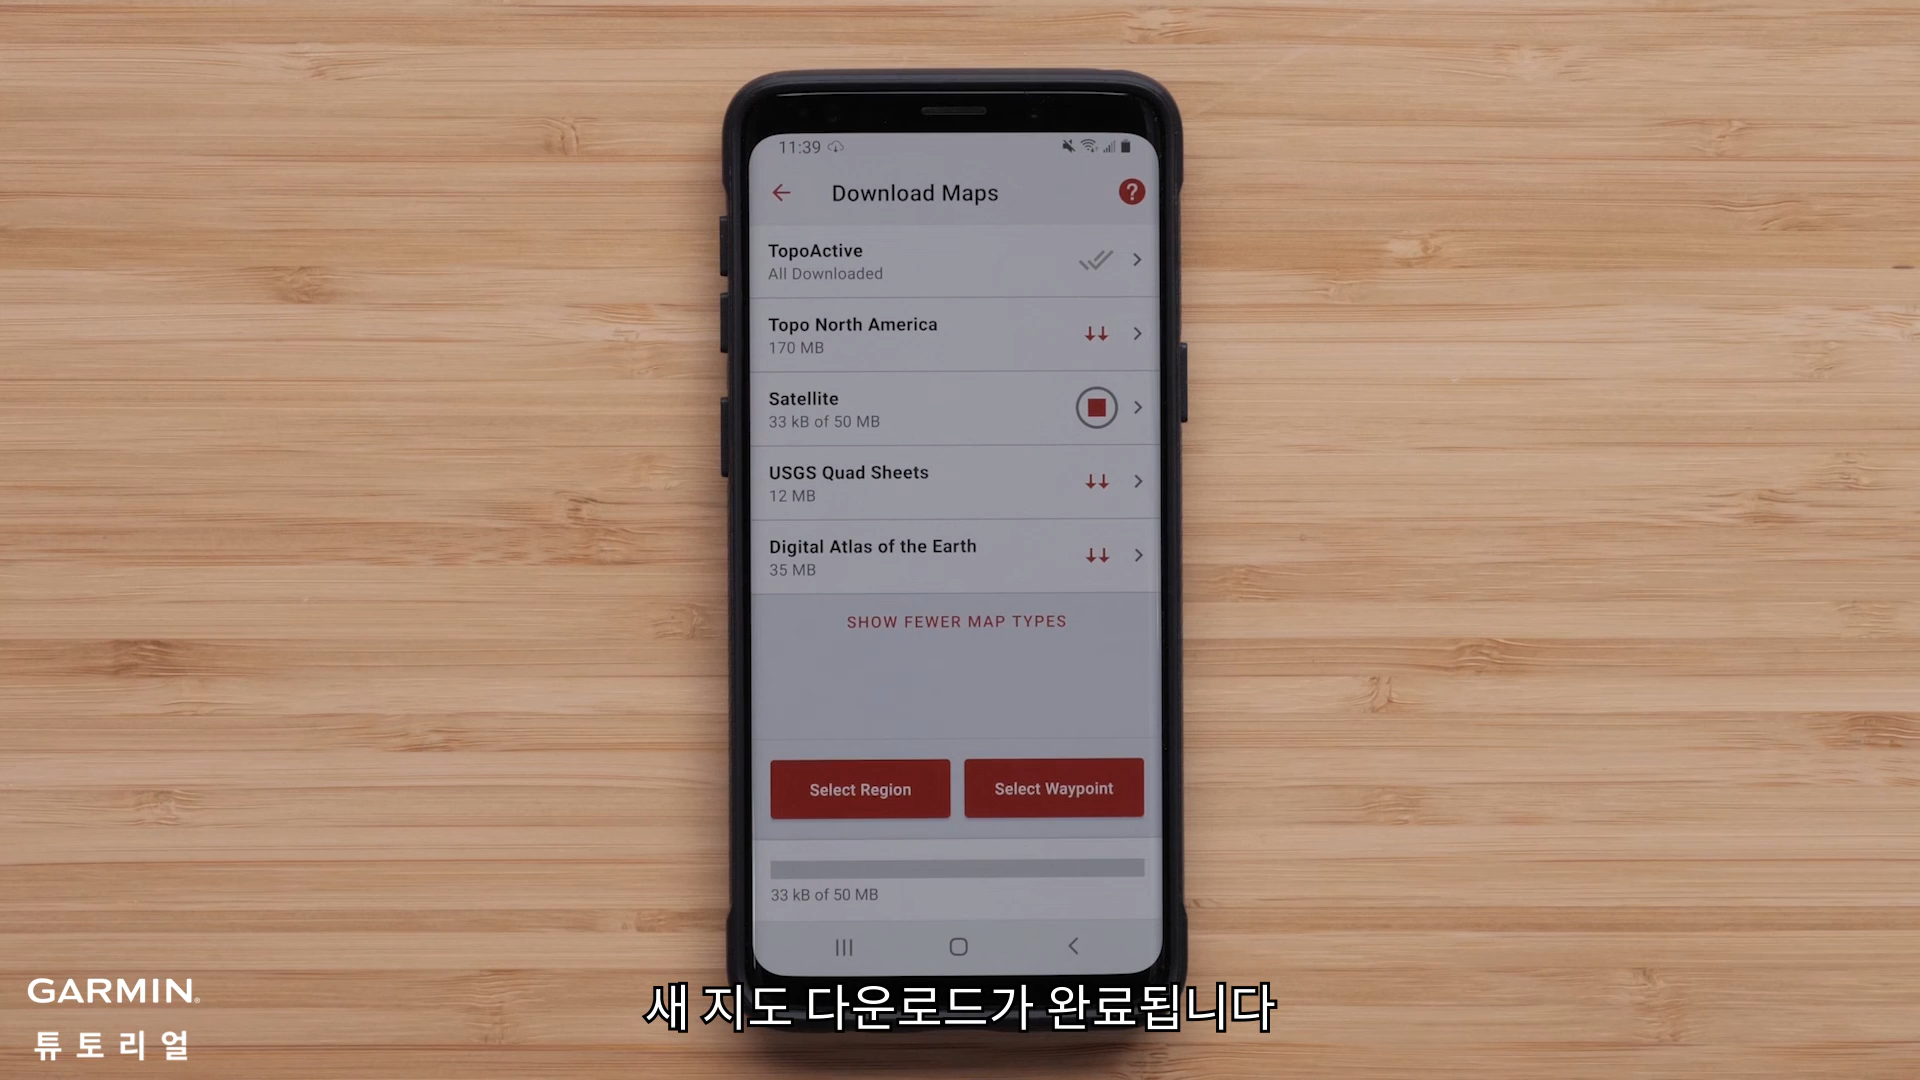 11:39
Download Maps
?
TopoActive
All Downloaded
Topo North America
170 MB
Satellite
33 kB of 50 MB
USGS Quad Sheets
12 MB
Digital Atlas of the Earth
35 MB
SHOW FEWER MAP TYPES
Select Region
Select Waypoint
33 kB of 50 MB
GARMIN®
튜토리얼
새 지도 다운로드가 완료됩니다